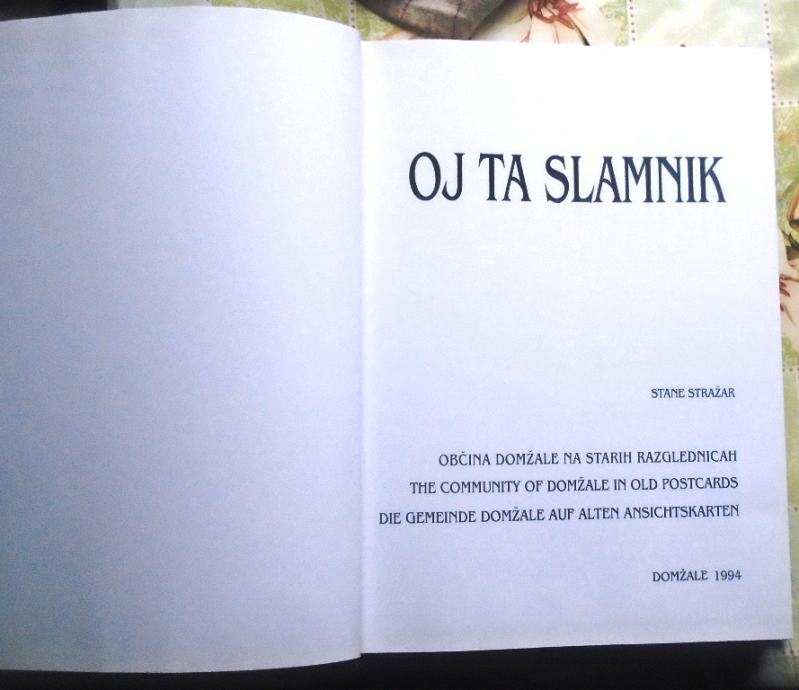 OJ TA SLAMNIK
STANE STRAŽAR
OBČINA DOMŽALE NA STARIH RAZGLEDNICAH
THE COMMUNITY OF DOMŽALE IN OLD POSTCARDS
DIE GEMEINDE DOMŽALE AUF ALTEN ANSICHTSKARTEN
DOMŽALE 1994